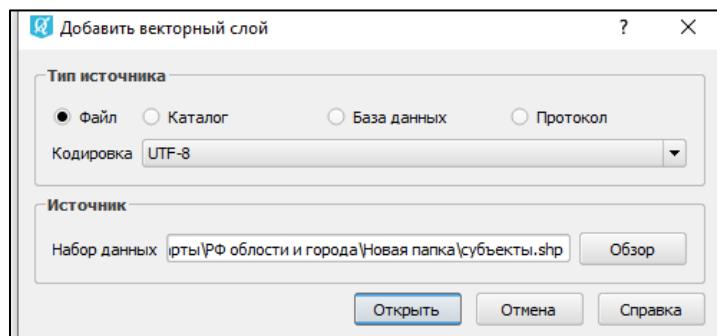 Добавить векторный слой ? ×
Тип источника
Файл Каталог База данных Протокол
Кодировка UTF-8
Источник
Набор данных рты\РФ облости и города\Новая папка\субъекты.shp Обзор
Открыть Отмена Справка